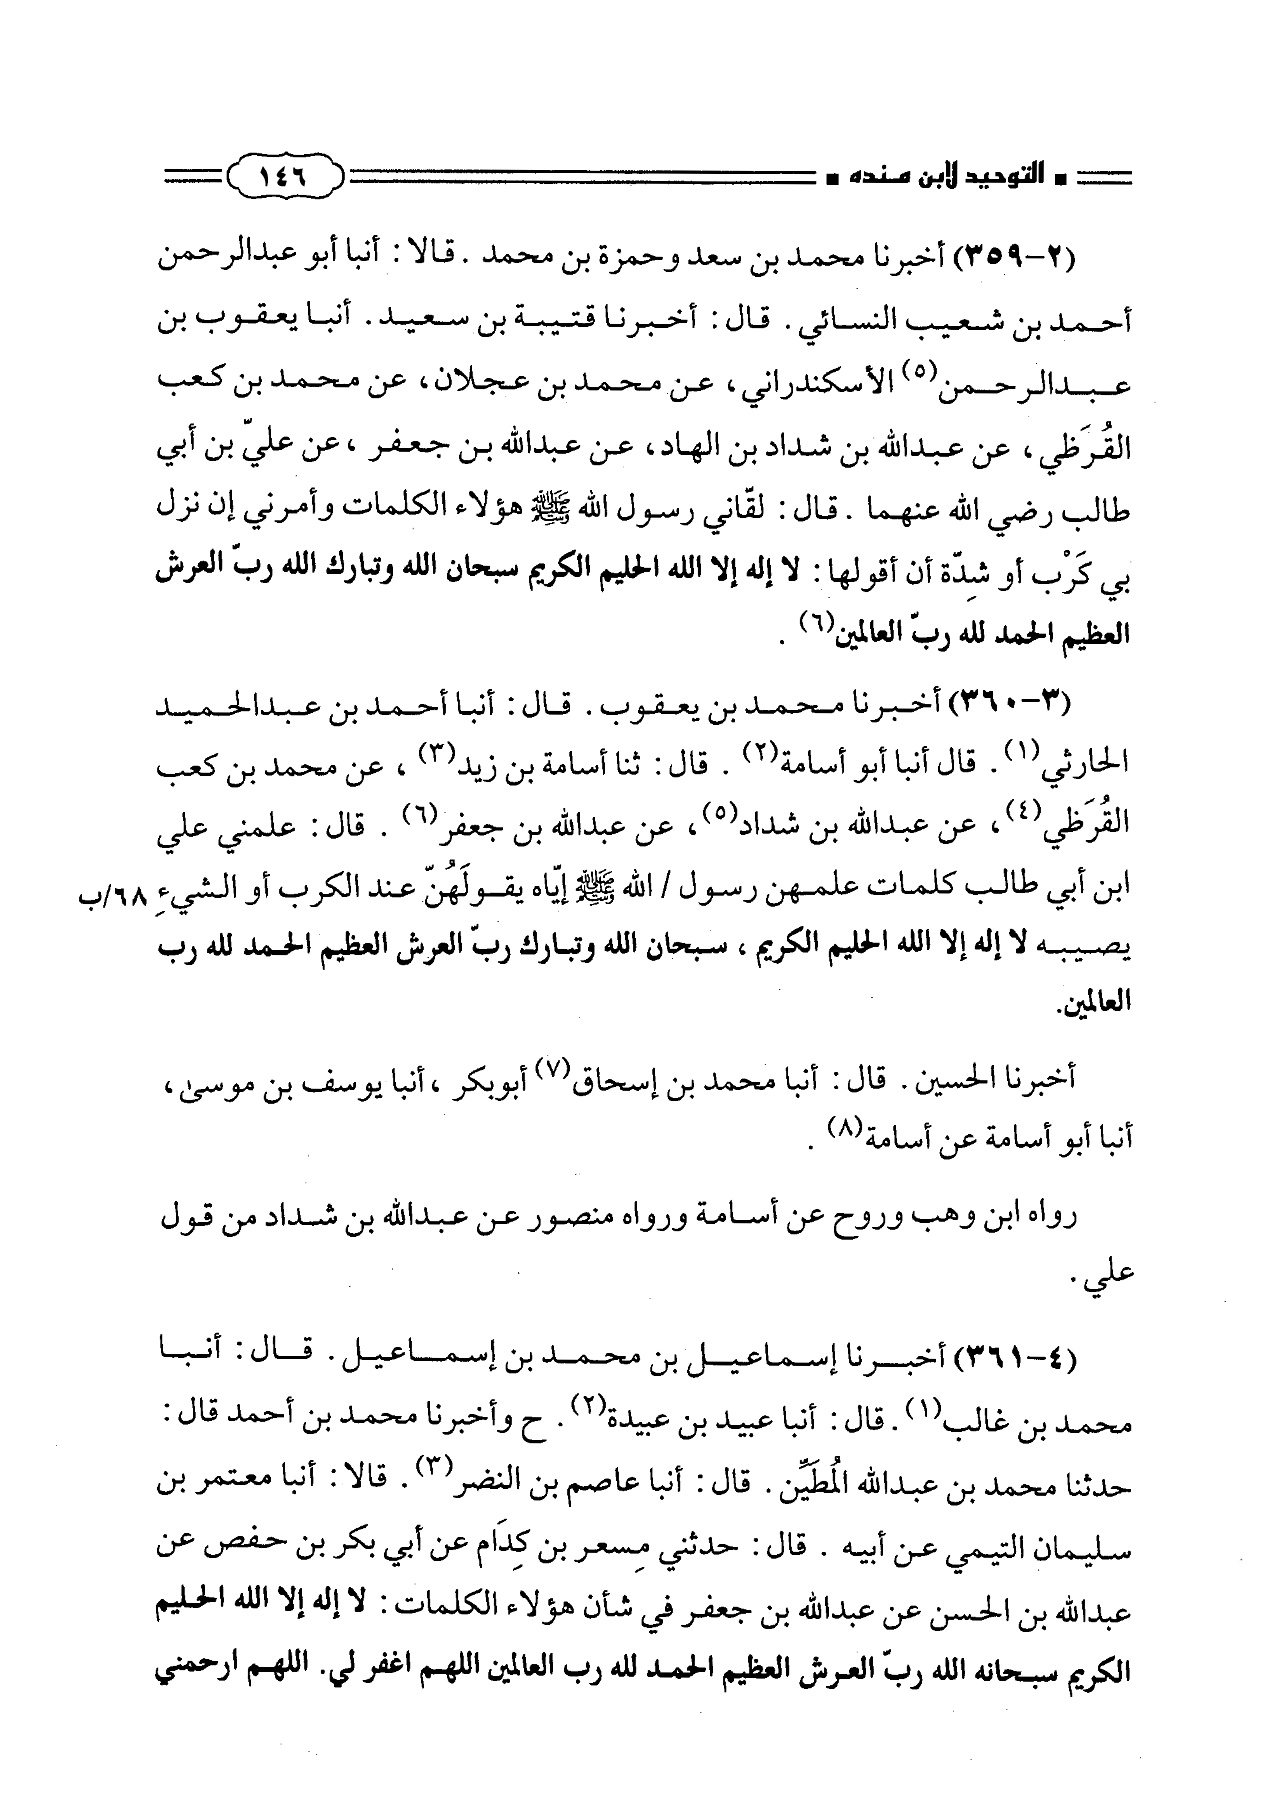 ▪ التوحيد لابن منده ▪ ١٤٦
(٢-٣٥٩) أخبرنا محمد بن سعد وحمزة بن محمد . قالا : أنبا أبو عبدالرحمن
أحمد بن شعيب النسائي . قال : أخبرنا قتيبة بن سعيد . أنبا يعقوب بن
عبدالرحمن(٥) الأسكندراني ، عن محمد بن عجلان ، عن محمد بن كعب
القُرَظي ، عن عبدالله بن شداد بن الهاد ، عن عبدالله بن جعفر ، عن عليّ بن أبي
طالب رضي الله عنهما . قال : لقّاني رسول الله ﷺ هؤلاء الكلمات وأمرني إن نزل
بي كَرْب أو شِدّة أن أقولها : لا إله إلا الله الحليم الكريم سبحان الله وتبارك الله ربّ العرش
العظيم الحمد لله ربّ العالمين(٦) .
(٣-٣٦٠) أخبرنا محمد بن يعقوب . قال : أنبا أحمد بن عبدالحميد
الحارثي(١) . قال أنبا أبو أسامة(٢) . قال : ثنا أسامة بن زيد(٣) ، عن محمد بن كعب
القُرَظي(٤) ، عن عبدالله بن شداد(٥) ، عن عبدالله بن جعفر(٦) . قال : علمني علي
ابن أبي طالب كلمات علمهن رسول / الله ﷺ إيّاه يقولَهُنّ عند الكرب أو الشيءِ ٦٨/ب
يصيبه لا إله إلا الله الحليم الكريم ، سبحان الله وتبارك ربّ العرش العظيم الحمد لله رب
العالمين.
أخبرنا الحسين . قال : أنبا محمد بن إسحاق(٧) أبوبكر ، أنبا يوسف بن موسىٰ ،
أنبا أبو أسامة عن أسامة(٨) .
رواه ابن وهب وروح عن أسامة ورواه منصور عن عبدالله بن شداد من قول
علي .
(٤-٣٦١) أخبرنا إسماعيل بن محمد بن إسماعيل . قال : أنبا
محمد بن غالب(١) . قال : أنبا عبيد بن عبيدة(٢) . ح وأخبرنا محمد بن أحمد قال :
حدثنا محمد بن عبدالله المُطَيِّن . قال : أنبا عاصم بن النضر(٣) . قالا : أنبا معتمر بن
سليمان التيمي عن أبيه . قال : حدثني مِسعر بن كِدَام عن أبي بكر بن حفص عن
عبدالله بن الحسن عن عبدالله بن جعفر في شأن هؤلاء الكلمات : لا إله إلا الله الحليم
الكريم سبحانه الله ربّ العرش العظيم الحمد لله رب العالمين اللهم اغفر لي. اللهم ارحمني